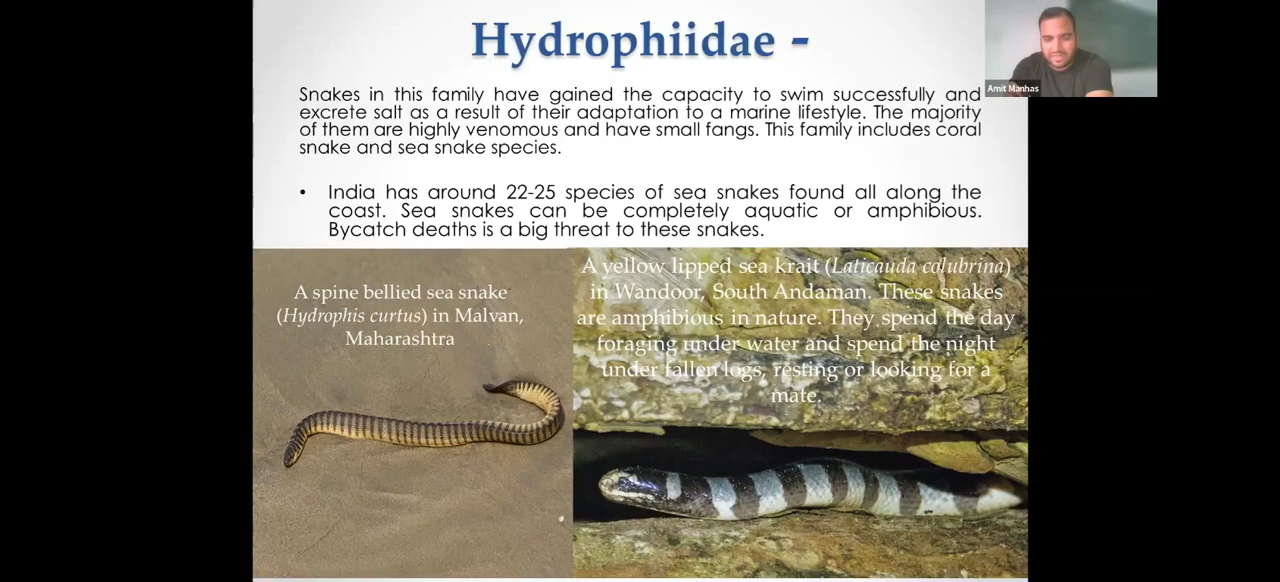 Hydrophiidae -
Amit Manhas
Snakes in this family have gained the capacity to swim successfully and
excrete salt as a result of their adaptation to a marine lifestyle. The majority
of them are highly venomous and have small fangs. This family includes coral
snake and sea snake species.
• India has around 22-25 species of sea snakes found all along the
coast. Sea snakes can be completely aquatic or amphibious.
Bycatch deaths is a big threat to these snakes.
A spine bellied sea snake
(Hydrophis curtus) in Malvan,
Maharashtra
A yellow lipped sea krait (Laticauda colubrina)
in Wandoor, South Andaman. These snakes
are amphibious in nature. They spend the day
foraging under water and spend the night
under fallen logs, resting or looking for a
mate.